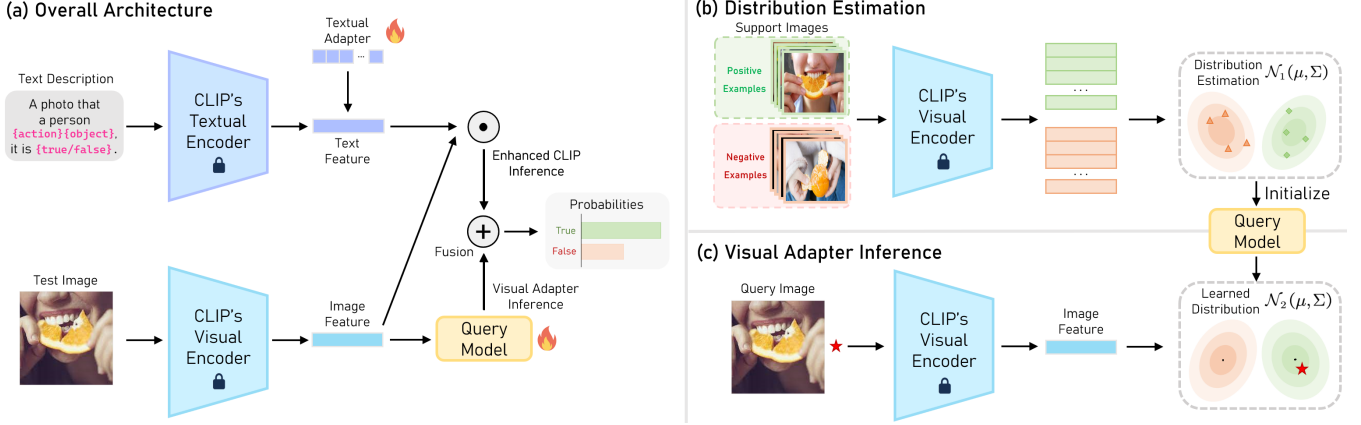 (a) Overall Architecture
Textual
Adapter
...
Text Description
A photo that
a person
{action}{object},
it is {true/false}.
CLIP's
Textual
Encoder
Text
Feature
Enhanced CLIP
Inference
Probabilities
True
False
Fusion
Visual Adapter
Inference
Test Image
CLIP's
Visual
Encoder
Image
Feature
Query
Model
(b) Distribution Estimation
Support Images
Positive
Examples
Negative
Examples
CLIP's
Visual
Encoder
...
...
Distribution
Estimation
𝒩₁(μ,Σ)
Initialize
Query
Model
(c) Visual Adapter Inference
Query Image
CLIP's
Visual
Encoder
Image
Feature
Learned
Distribution
𝒩₂(μ,Σ)